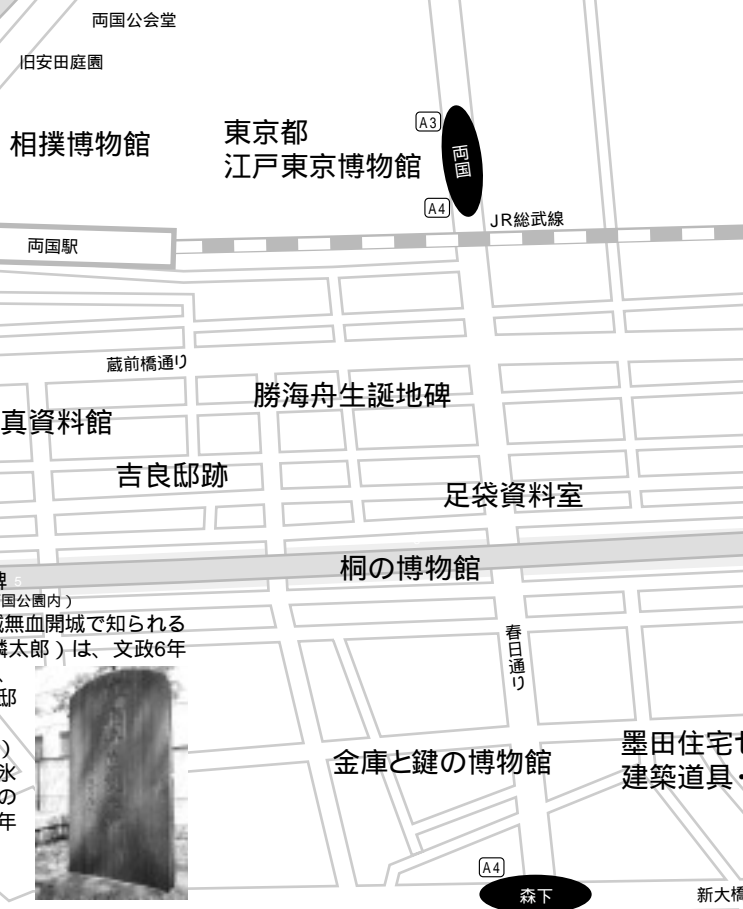 両国公会堂
旧安田庭園
相撲博物館
東京都
江戸東京博物館
A3
両国
A4
JR総武線
両国駅
蔵前橋通り
勝海舟生誕地碑
真資料館
吉良邸跡
足袋資料室
桐の博物館
碑
5
国公園内）
城無血開城で知られる
麟太郎）は、文政6年
、
邸
）
氷
の
年
春日通り
金庫と鍵の博物館
墨田住宅セ
建築道具・
A4
森下
新大橋